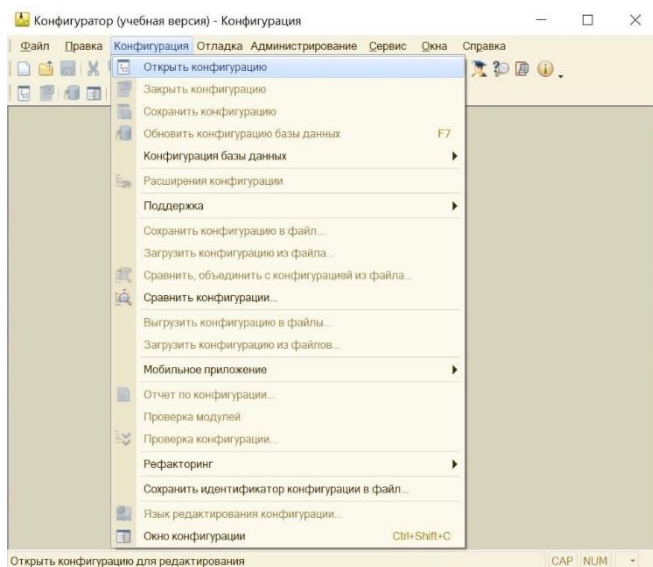 Конфигуратор (учебная версия) - Конфигурация
Файл Правка Конфигурация Отладка Администрирование Сервис Окна Справка
Открыть конфигурацию
Закрыть конфигурацию
Сохранить конфигурацию
Обновить конфигурацию базы данных F7
Конфигурация базы данных
Расширения конфигурации
Поддержка
Сохранить конфигурацию в файл...
Загрузить конфигурацию из файла...
Сравнить, объединить с конфигурацией из файла...
Сравнить конфигурации...
Выгрузить конфигурацию в файлы...
Загрузить конфигурацию из файлов...
Мобильное приложение
Отчет по конфигурации...
Проверка модулей
Проверка конфигурации...
Рефакторинг
Сохранить идентификатор конфигурации в файл...
Язык редактирования конфигурации...
Окно конфигурации Ctrl+Shift+C
Открыть конфигурацию для редактирования CAP NUM